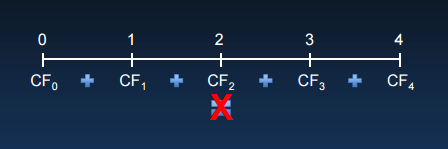 0 1 2 3 4
CF₀ + CF₁ + CF₂ + CF₃ + CF₄
X